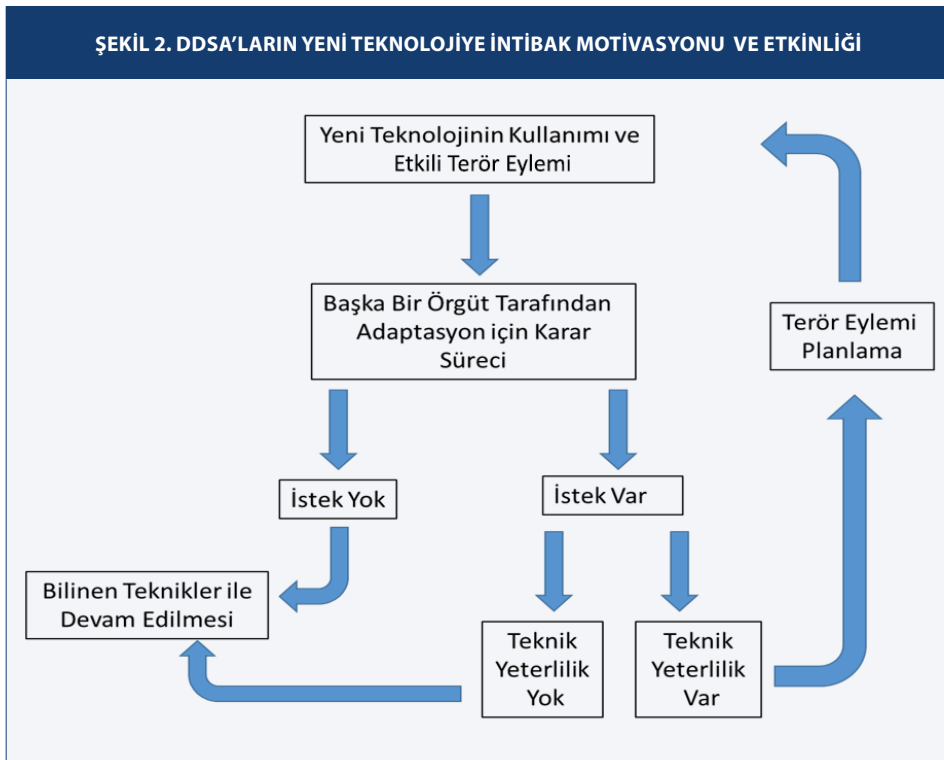 ŞEKİL 2. DDSA’LARIN YENİ TEKNOLOJİYE İNTİBAK MOTİVASYONU VE ETKİNLİĞİ
Yeni Teknolojinin Kullanımı ve
Etkili Terör Eylemi
Başka Bir Örgüt Tarafından
Adaptasyon için Karar
Süreci
Terör Eylemi
Planlama
İstek Yok
İstek Var
Bilinen Teknikler ile
Devam Edilmesi
Teknik
Yeterlilik
Yok
Teknik
Yeterlilik
Var